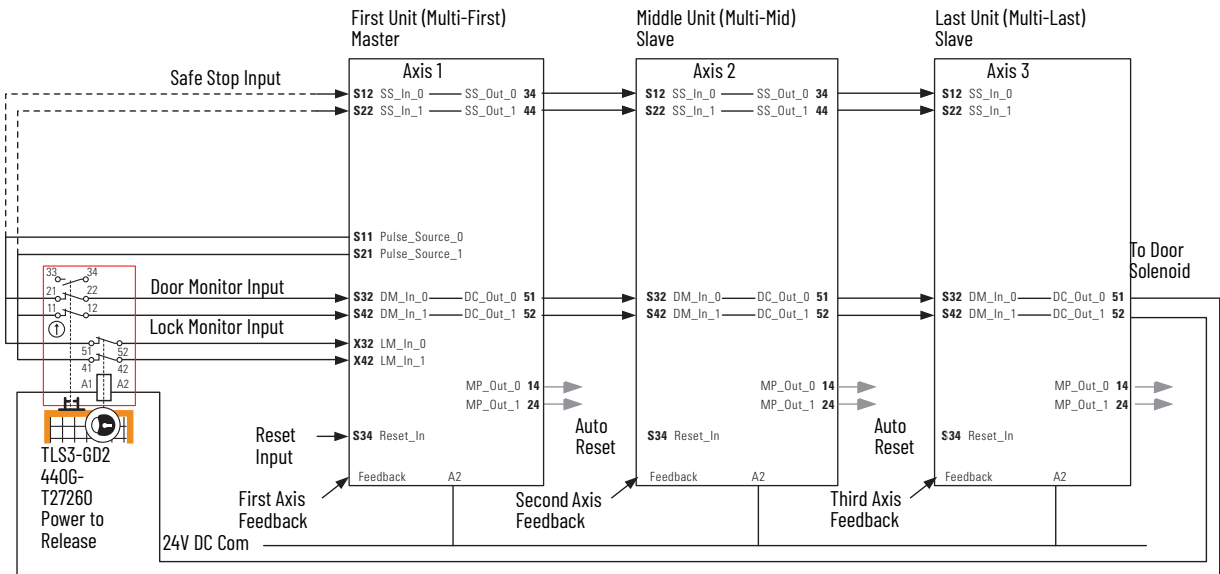 First Unit (Multi-First)
Master
Middle Unit (Multi-Mid)
Slave
Last Unit (Multi-Last)
Slave
Axis 1
Axis 2
Axis 3
Safe Stop Input
S12 SS_In_0 SS_Out_0 34
S22 SS_In_1 SS_Out_1 44
S12 SS_In_0 SS_Out_0 34
S22 SS_In_1 SS_Out_1 44
S12 SS_In_0
S22 SS_In_1
S11 Pulse_Source_0
S21 Pulse_Source_1
To Door
Solenoid
33 34
21 22
11 12
51 52
41 42
A1 A2
Door Monitor Input
Lock Monitor Input
S32 DM_In_0 DC_Out_0 51
S42 DM_In_1 DC_Out_1 52
S32 DM_In_0 DC_Out_0 51
S42 DM_In_1 DC_Out_1 52
S32 DM_In_0 DC_Out_0 51
S42 DM_In_1 DC_Out_1 52
X32 LM_In_0
X42 LM_In_1
MP_Out_0 14
MP_Out_1 24
MP_Out_0 14
MP_Out_1 24
MP_Out_0 14
MP_Out_1 24
Reset
Input
S34 Reset_In
Auto
Reset
S34 Reset_In
Auto
Reset
S34 Reset_In
TLS3-GD2
440G-
T27260
Power to
Release
Feedback A2
Feedback A2
Feedback A2
First Axis
Feedback
Second Axis
Feedback
Third Axis
Feedback
24V DC Com